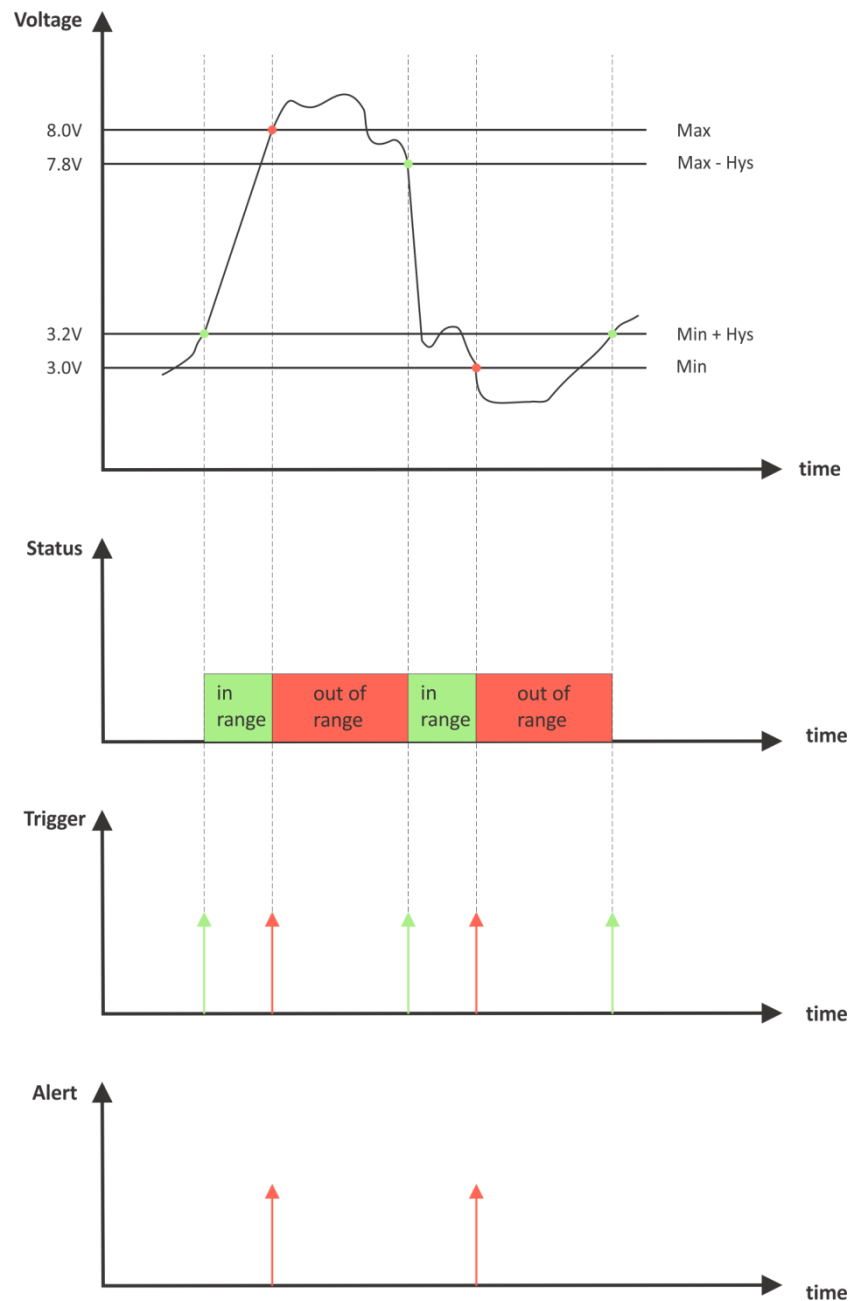 Voltage
8.0V
Max
7.8V
Max - Hys
3.2V
Min + Hys
3.0V
Min
time
Status
in
range
out of
range
in
range
out of
range
time
Trigger
time
Alert
time